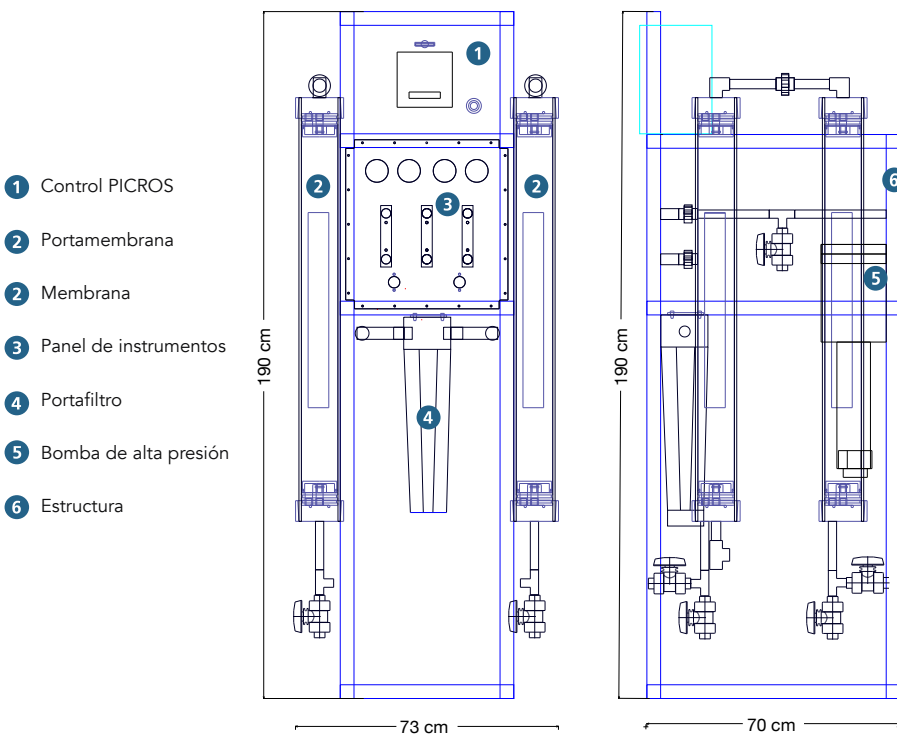 1 Control PICROS
2 Portamembrana
2 Membrana
3 Panel de instrumentos
4 Portafiltro
5 Bomba de alta presión
6 Estructura
190 cm
1
2
2
3
4
73 cm
190 cm
6
5
70 cm